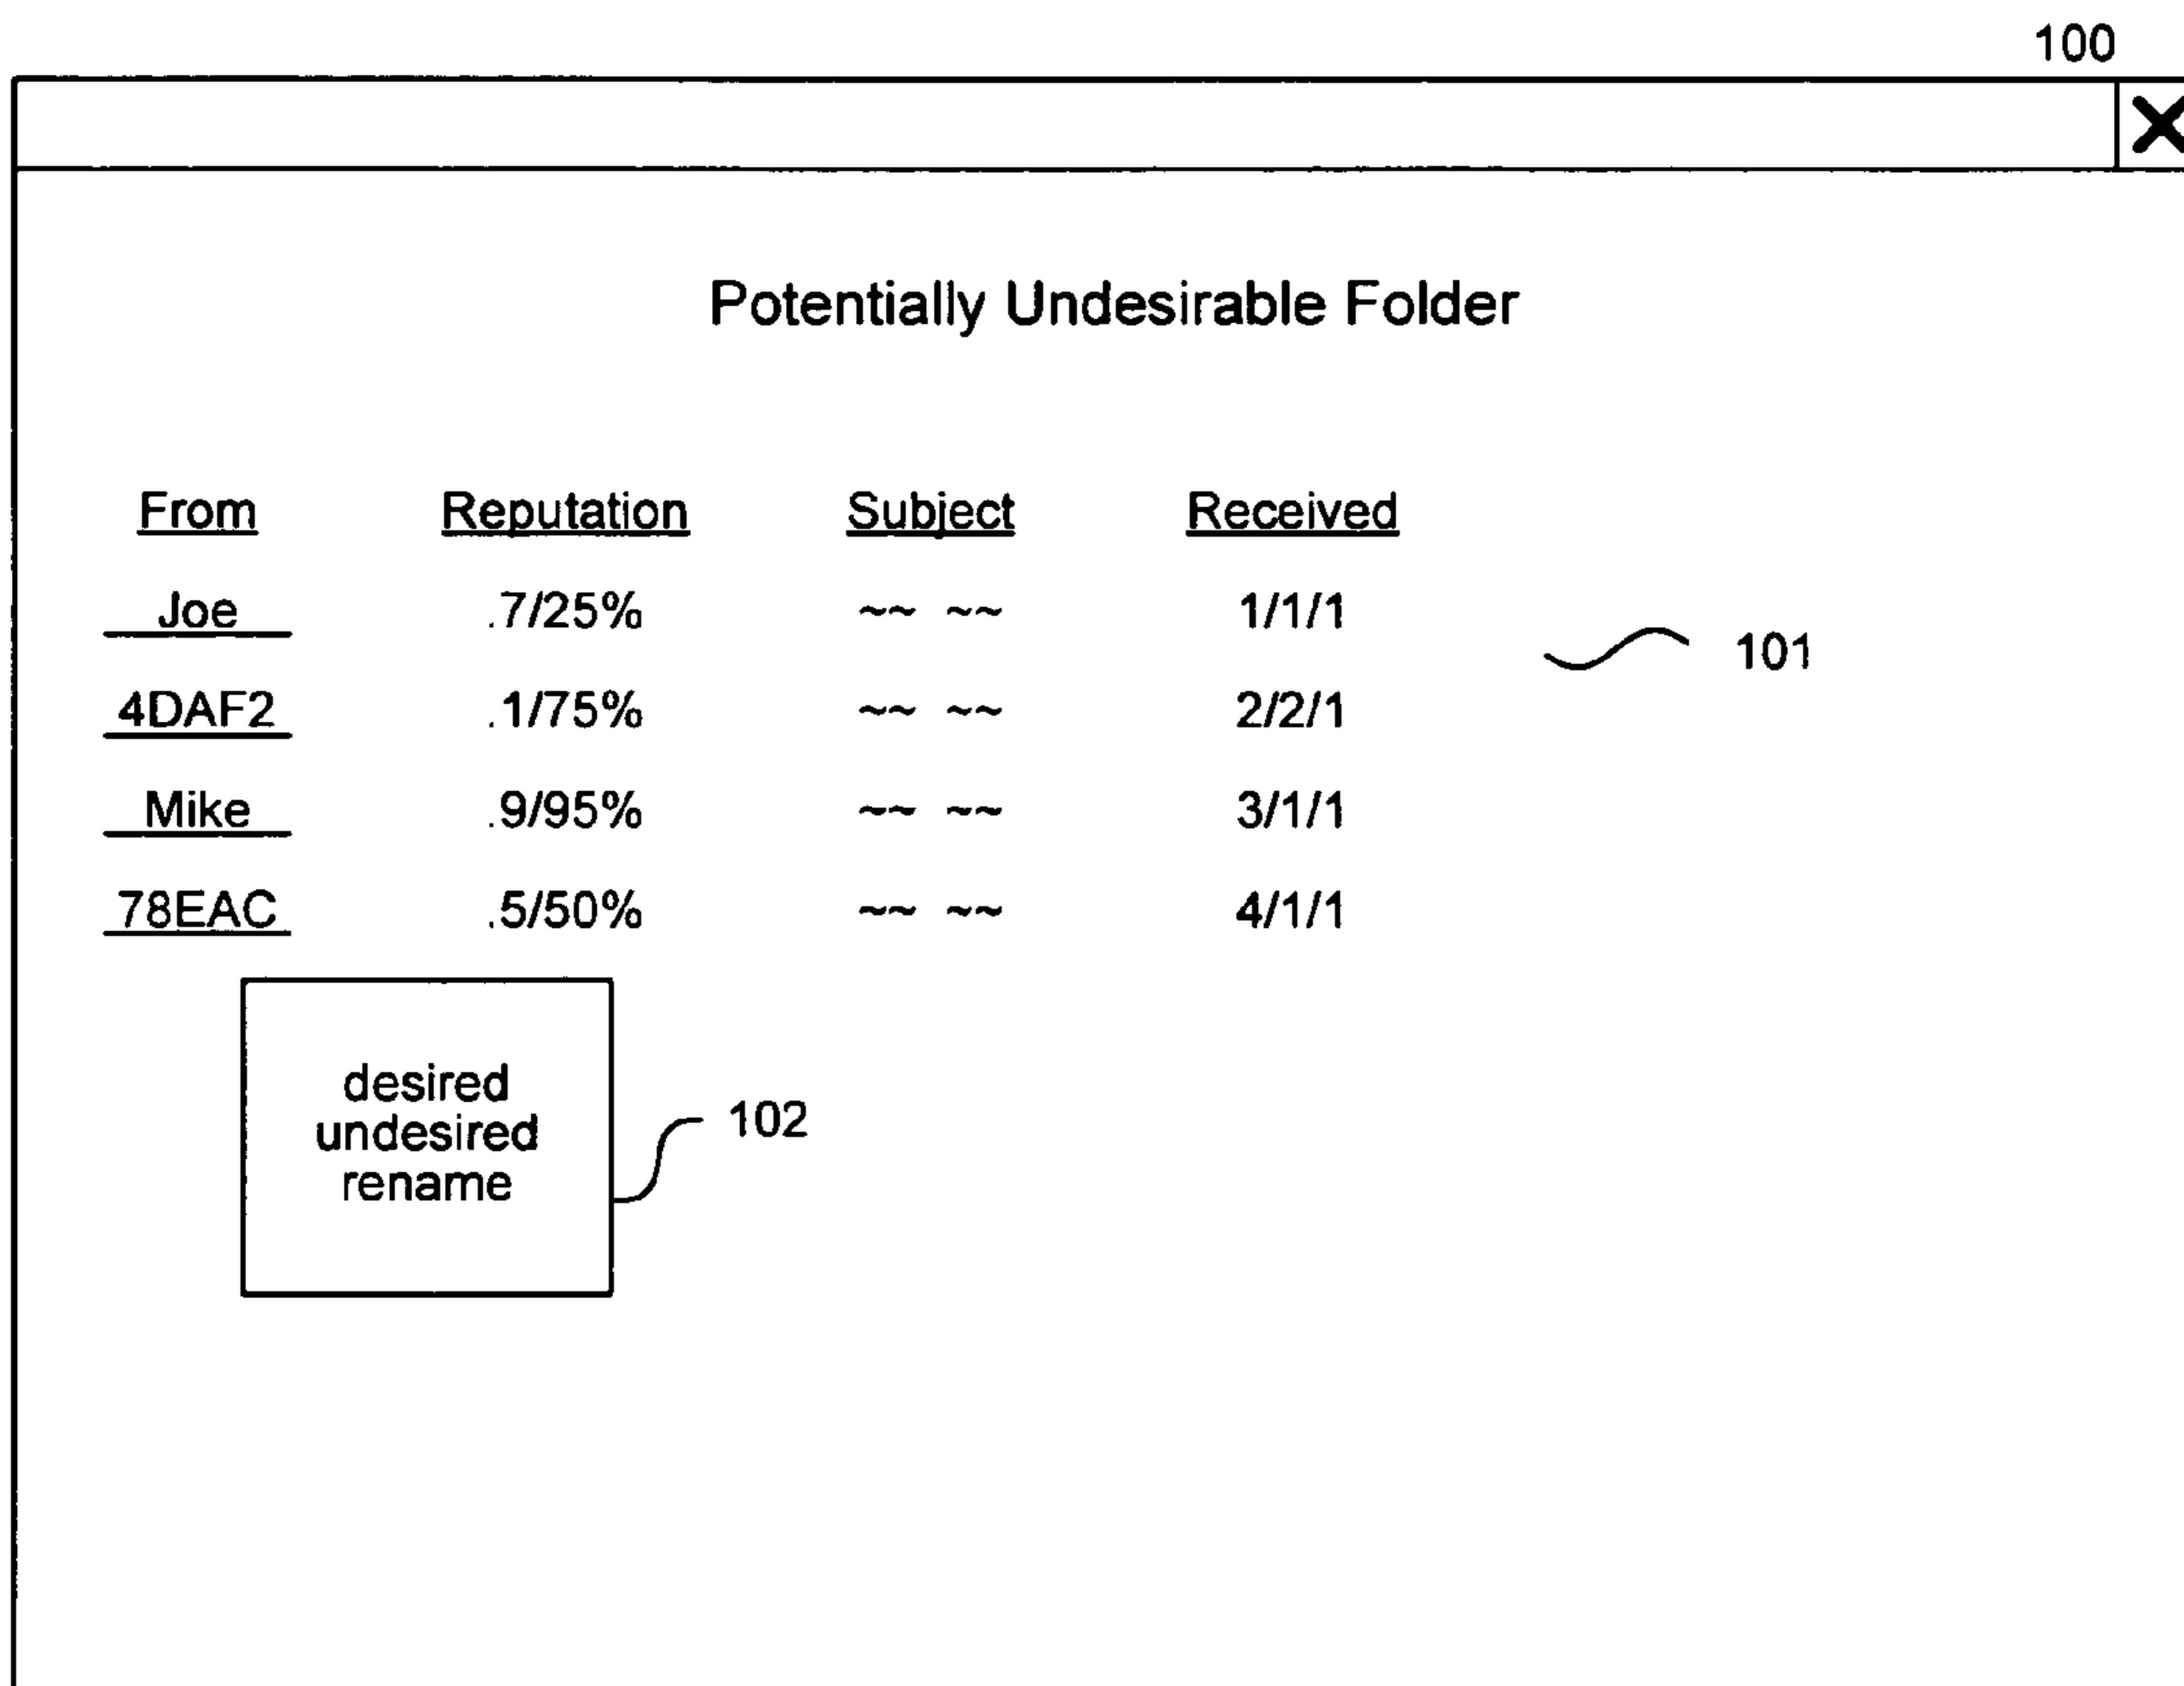 100
Potentially Undesirable Folder
From Reputation Subject Received
Joe .7/25% ~~ ~~ 1/1/1
101
4DAF2 .1/75% ~~ ~~ 2/2/1
Mike .9/95% ~~ ~~ 3/1/1
78EAC .5/50% ~~ ~~ 4/1/1
desired
undesired
rename
102